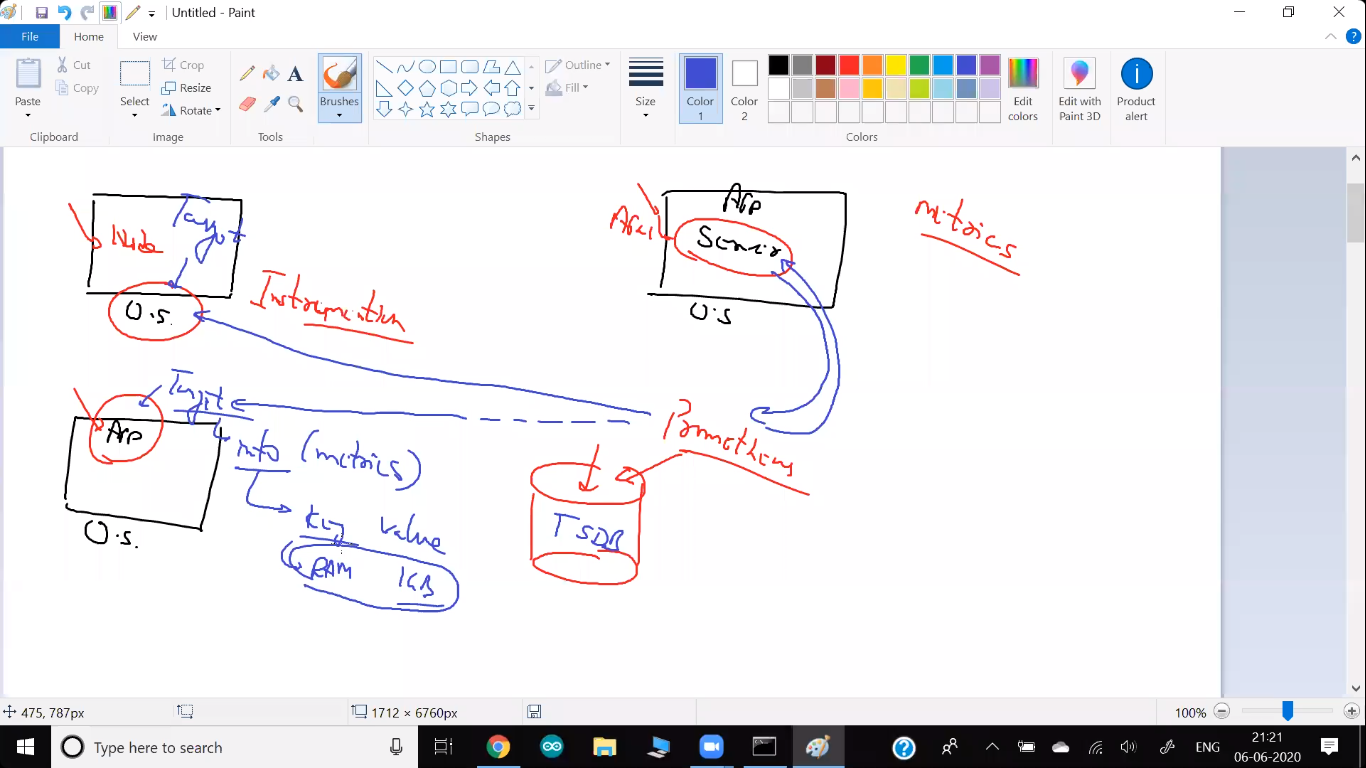 Untitled - Paint
File
Home
View
Paste
Cut
Copy
Clipboard
Select
Crop
Resize
Rotate
Image
A
Tools
Brushes
Shapes
Outline
Fill
Size
Color 1
Color 2
Colors
Edit colors
Edit with Paint 3D
Product alert
Node
Target
O.S.
Instrumention
App
O.S
metrics
Target
App
O.S.
info (metrics)
Key Value
RAM 1GB
Prometheus
TSDB
475, 787px
1712 × 6760px
100%
Type here to search
ENG
21:21
06-06-2020